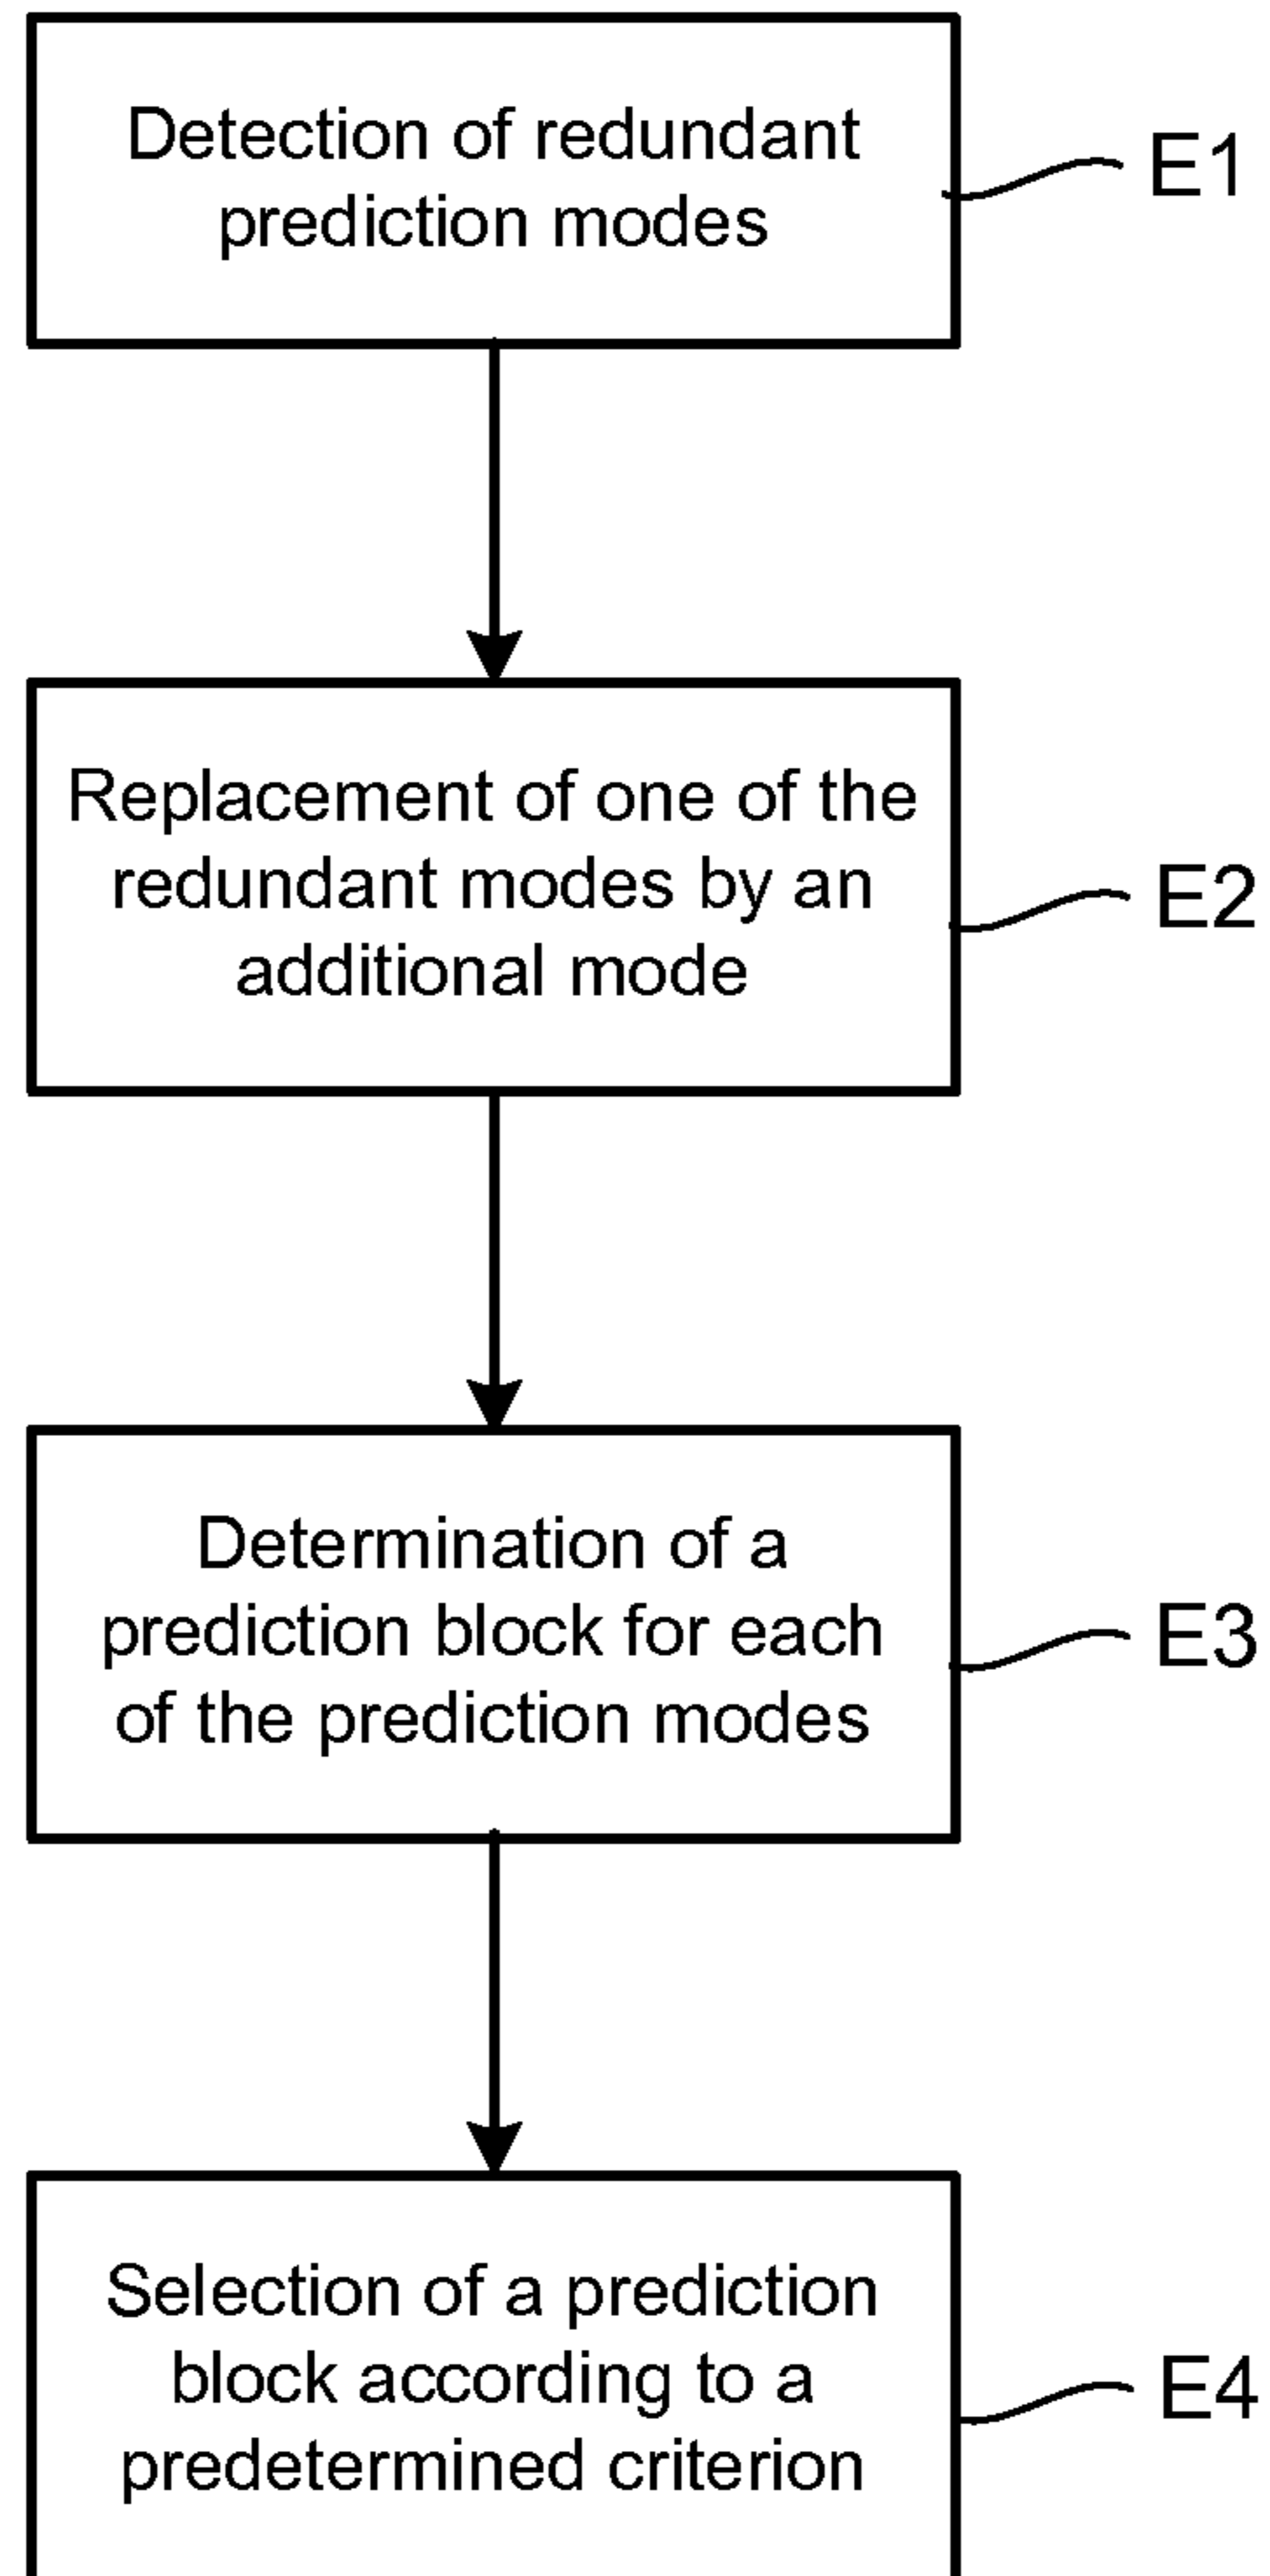 Detection of redundant
prediction modes
E1
Replacement of one of the
redundant modes by an
additional mode
E2
Determination of a
prediction block for each
of the prediction modes
E3
Selection of a prediction
block according to a
predetermined criterion
E4